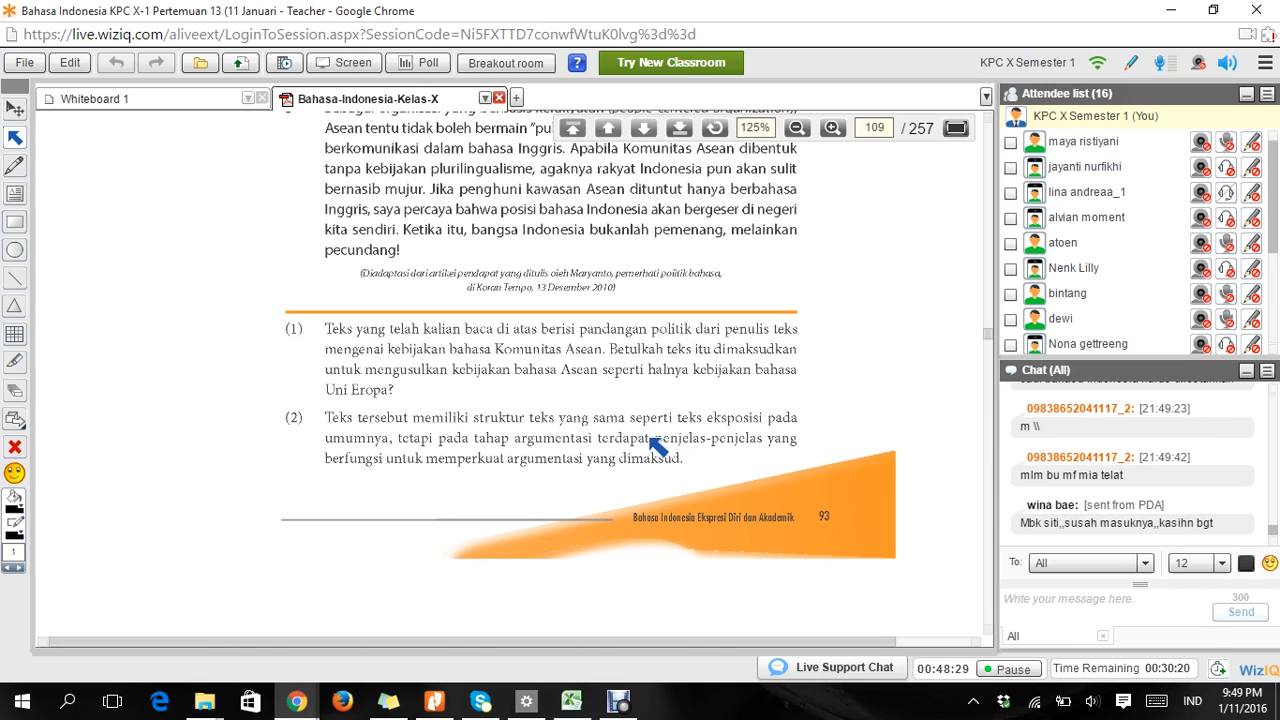 Bahasa Indonesia KPC X-1 Pertemuan 13 (11 Januari - Teacher - Google Chrome
https://live.wiziq.com/aliveext/LoginToSession.aspx?SessionCode=Ni5FXTTD7conwfWtuK0lvg%3d%3d
File
Edit
Screen
Poll
Breakout room
?
Try New Classroom
KPC X Semester 1
Whiteboard 1
Bahasa-Indonesia-Kelas-X
125%
109 / 257
Asean tentu tidak boleh bermain "pu
berkomunikasi dalam bahasa Inggris. Apabila Komunitas Asean dibentuk
tanpa kebijakan plurilingualisme, agaknya rakyat Indonesia pun akan sulit
bernasib mujur. Jika penghuni kawasan Asean dituntut hanya berbahasa
Inggris, saya percaya bahwa posisi bahasa Indonesia akan bergeser di negeri
kita sendiri. Ketika itu, bangsa Indonesia bukanlah pemenang, melainkan
pecundang!
(Diadaptasi dari artikel pendapat yang ditulis oleh Maryanto, pemerhati politik bahasa,
di Koran Tempo, 13 Desember 2010)
(1) Teks yang telah kalian baca di atas berisi pandangan politik dari penulis teks
mengenai kebijakan bahasa Komunitas Asean. Betulkah teks itu dimaksudkan
untuk mengusulkan kebijakan bahasa Asean seperti halnya kebijakan bahasa
Uni Eropa?
(2) Teks tersebut memiliki struktur teks yang sama seperti teks eksposisi pada
umumnya, tetapi pada tahap argumentasi terdapat penjelas-penjelas yang
berfungsi untuk memperkuat argumentasi yang dimaksud.
Bahasa Indonesia Ekspresi Diri dan Akademik 93
1
Attendee list (16)
KPC X Semester 1 (You)
maya ristiyani
jayanti nurfikhi
lina andreaa_1
alvian moment
atoen
Nenk Lilly
bintang
dewi
Nona gettreeng
Chat (All)
09838652041117_2: [21:49:23]
m \\
09838652041117_2: [21:49:42]
mlm bu mf mia telat
wina bae: [sent from PDA]
Mbk siti,,susah masuknya,,kasihn bgt
To:
All
12
Write your message here.
300
Send
All
Live Support Chat
00:48:29
Pause
Time Remaining 00:30:20
WizIQ
IND
9:49 PM
1/11/2016